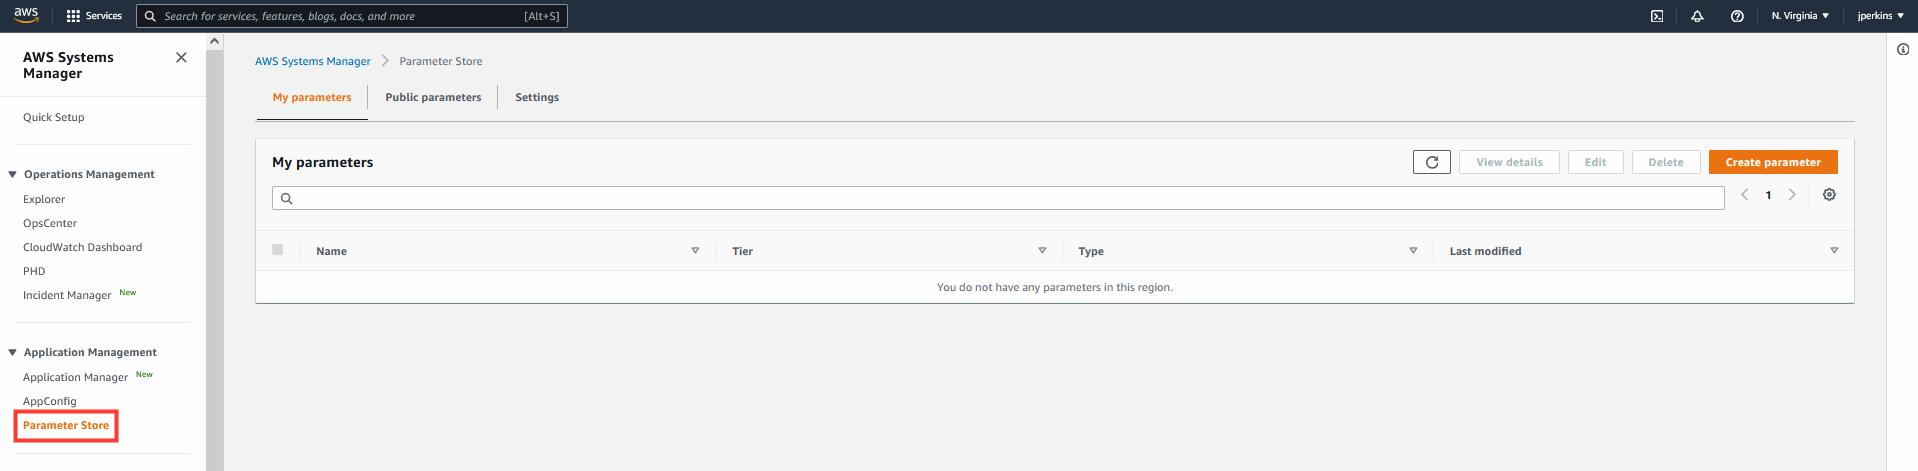 aws Services Search for services, features, blogs, docs, and more [Alt+S] N. Virginia jperkins
AWS Systems
Manager
Quick Setup
Operations Management
Explorer
OpsCenter
CloudWatch Dashboard
PHD
Incident Manager New
Application Management
Application Manager New
AppConfig
Parameter Store
AWS Systems Manager Parameter Store
My parameters Public parameters Settings
My parameters View details Edit Delete Create parameter
1
Name Tier Type Last modified
You do not have any parameters in this region.